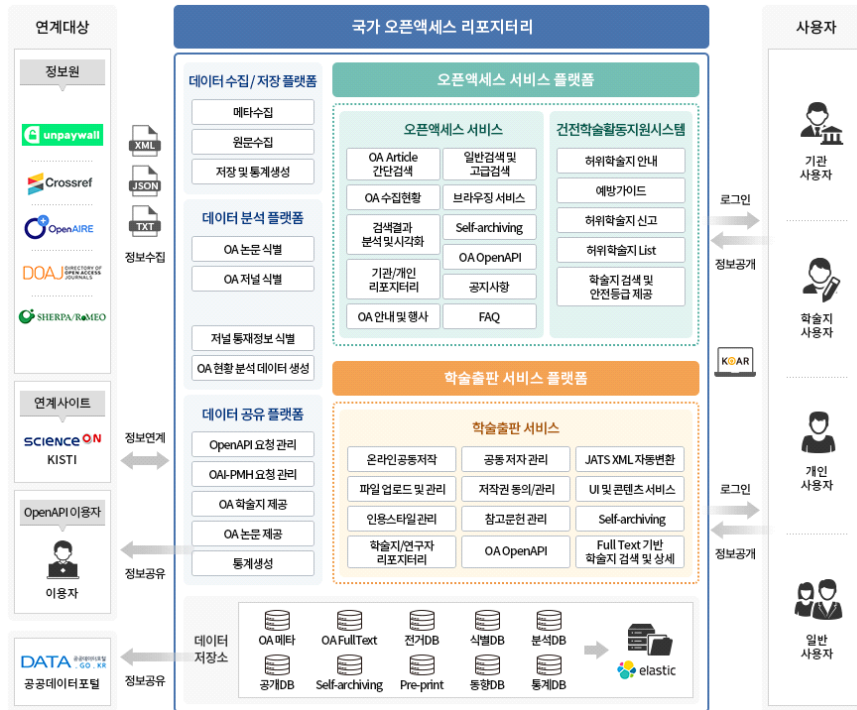 연계대상
정보원
unpaywall
Crossref
OpenAIRE
DOAJ DIRECTORY OF
OPEN ACCESS
JOURNALS
SHERPA/RoMEO
XML
JSON
TXT
정보수집
연계사이트
SCIENCE ON
KISTI
정보연계
OpenAPI 이용자
이용자
정보공유
DATA 공공데이터포털
.GO.KR
공공데이터포털
정보공유
국가 오픈액세스 리포지터리
데이터 수집 / 저장 플랫폼
메타수집
원문수집
저장 및 통계생성
데이터 분석 플랫폼
OA 논문 식별
OA 저널 식별
저널 통재정보 식별
OA 현황 분석 데이터 생성
데이터 공유 플랫폼
OpenAPI 요청 관리
OAI-PMH 요청 관리
OA 학술지 제공
OA 논문 제공
통계생성
오픈액세스 서비스 플랫폼
오픈액세스 서비스
OA Article
간단검색
일반검색 및
고급검색
OA 수집현황
브라우징 서비스
검색결과
분석 및 시각화
Self-archiving
OA OpenAPI
기관/개인
리포지터리
공지사항
OA 안내 및 행사
FAQ
건전학술활동지원시스템
허위학술지 안내
예방가이드
허위학술지 신고
허위학술지 List
학술지 검색 및
안전등급 제공
학술출판 서비스 플랫폼
학술출판 서비스
온라인공동저작
공동 저자 관리
JATS XML 자동변환
파일 업로드 및 관리
저작권 동의/관리
UI 및 콘텐츠 서비스
인용스타일 관리
참고문헌 관리
Self-archiving
학술지/연구자
리포지터리
OA OpenAPI
Full Text 기반
학술지 검색 및 상세
데이터
저장소
OA 메타
OA FullText
전거DB
식별DB
분석DB
공개DB
Self-archiving
Pre-print
동향DB
통계DB
elastic
로그인
정보공개
KOAR
로그인
정보공개
사용자
기관
사용자
학술지
사용자
개인
사용자
일반
사용자